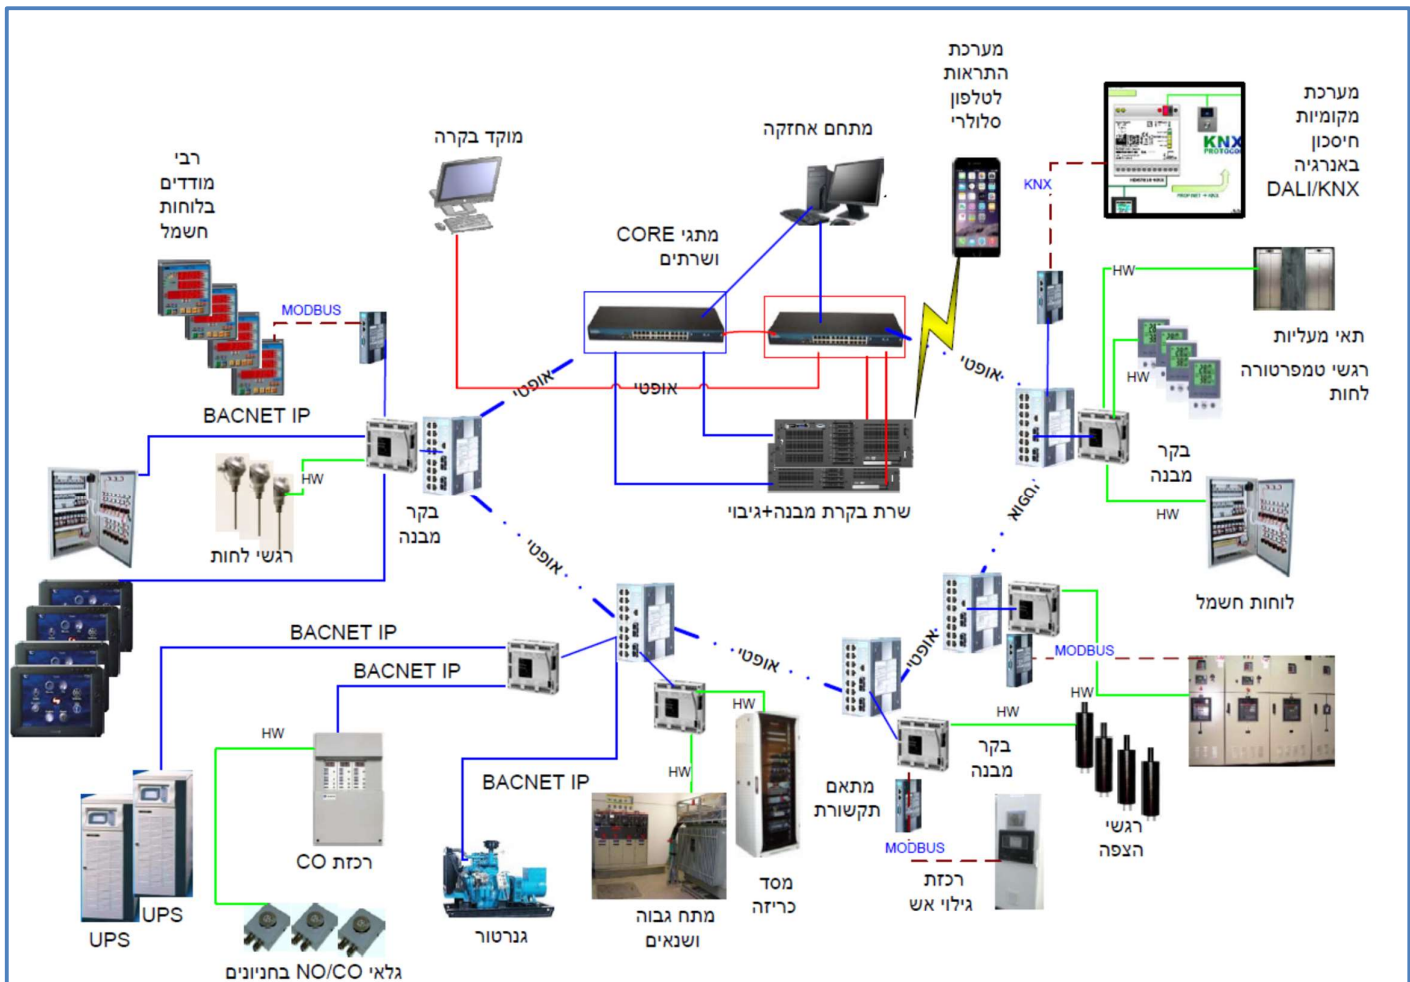 מערכת
התראות
לטלפון
סלולרי
מערכת
מקומיות
חיסכון
באנרגיה
DALI/KNX
KNX
PROTOCOL
KNX
מתחם אחזקה
מוקד בקרה
רבי
מודדים
בלוחות
חשמל
מתגי CORE
ושרתים
MODBUS
HW
תאי מעליות
רגשי טמפרטורה
לחות
HW
אופטי
אופטי
אופטי
BACNET IP
HW
רגשי לחות
בקר
מבנה
שרת בקרת מבנה+גיבוי
אופטי
בקר
מבנה
HW
לוחות חשמל
אופטי
BACNET IP
BACNET IP
אופטי
אופטי
MODBUS
HW
HW
HW
HW
HW
BACNET IP
בקר
מבנה
מתאם
תקשורת
רגשי
הצפה
MODBUS
רכזת CO
מסד
כריזה
רכזת
גילוי אש
UPS
UPS
גנרטור
מתח גבוה
ושנאים
גלאי NO/CO בחניונים